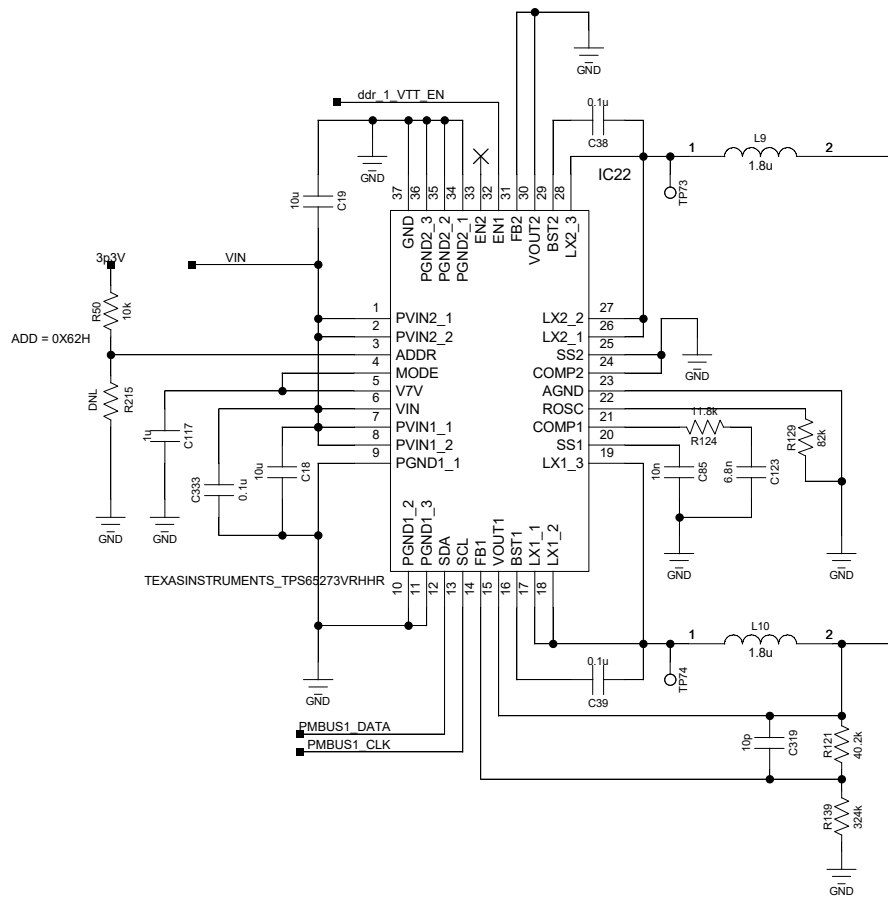 GND
ddr_1_VTT_EN
0.1u
C38
L9
1
2
1.8u
IC22
TP73
GND
10u
C19
37
36
35
34
33
32
31
30
29
28
GND
PGND2_3
PGND2_2
PGND2_1
EN2
EN1
FB2
VOUT2
BST2
LX2_3
3p3V
VIN
R50
10k
ADD = 0X62H
DNL
R215
1u
C117
C333
0.1u
10u
C18
1
2
3
4
5
6
7
8
9
PVIN2_1
PVIN2_2
ADDR
MODE
V7V
VIN
PVIN1_1
PVIN1_2
PGND1_1
LX2_2
LX2_1
SS2
COMP2
AGND
ROSC
COMP1
SS1
LX1_3
27
26
25
24
23
22
21
20
19
GND
11.8k
R124
R129
82k
10n
C85
6.8n
C123
GND
GND
GND
GND
PGND1_2
PGND1_3
SDA
SCL
FB1
VOUT1
BST1
LX1_1
LX1_2
TEXASINSTRUMENTS_TPS65273VRHHR
10
11
12
13
14
15
16
17
18
GND
0.1u
C39
TP74
1
L10
2
1.8u
PMBUS1_DATA
PMBUS1_CLK
10p
C319
R121
40.2k
R139
324k
GND